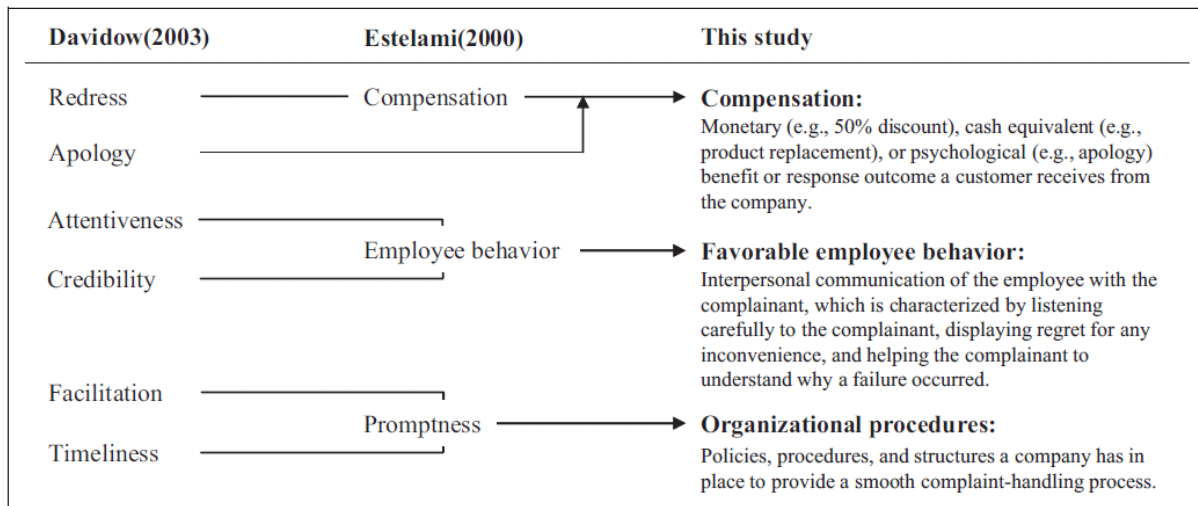 Davidow(2003) Estelami(2000) This study
Redress Compensation Compensation:
Monetary (e.g., 50% discount), cash equivalent (e.g.,
product replacement), or psychological (e.g., apology)
benefit or response outcome a customer receives from
the company.
Apology
Attentiveness
Employee behavior Favorable employee behavior:
Credibility
Interpersonal communication of the employee with the
complainant, which is characterized by listening
carefully to the complainant, displaying regret for any
inconvenience, and helping the complainant to
understand why a failure occurred.
Facilitation
Promptness Organizational procedures:
Timeliness
Policies, procedures, and structures a company has in
place to provide a smooth complaint-handling process.